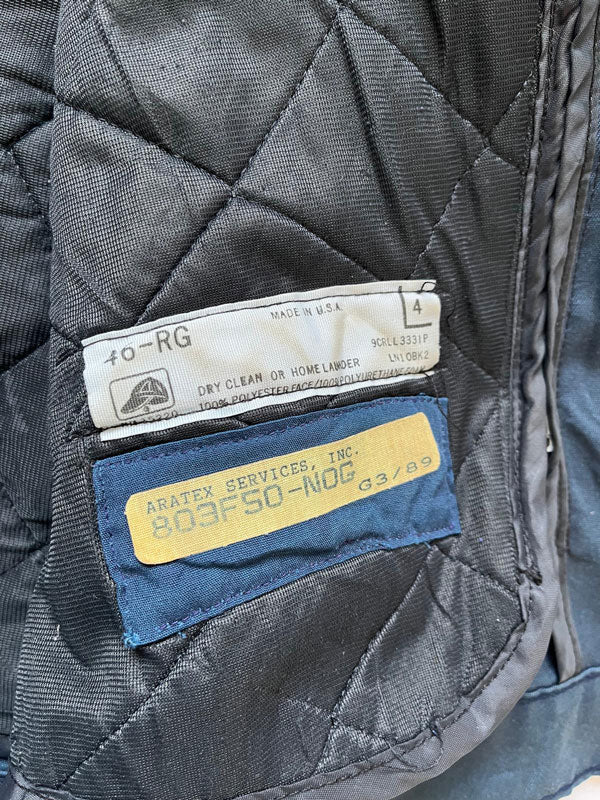 MADE IN U.S.A.
4
40-RG
9CRLL3331P
LN10BK2
DRY CLEAN OR HOME LAUNDER
100% POLYESTER FACE/100% POLYURETHANE
ARATEX SERVICES, INC.
803F50-NOG G3/89